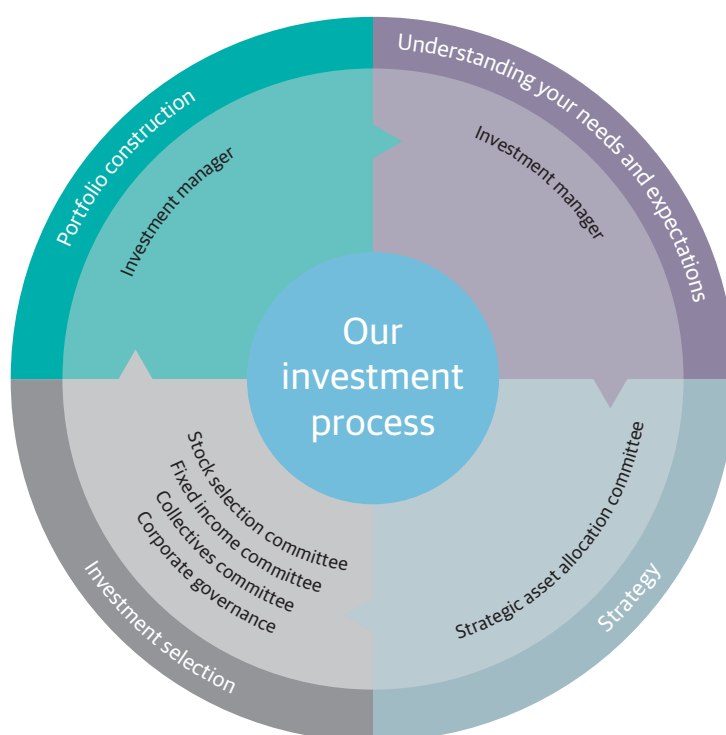 Our
investment
process
Understanding your needs and expectations
Investment manager
Strategy
Strategic asset allocation committee
Investment selection
Stock selection committee
Fixed income committee
Collectives committee
Corporate governance
Portfolio construction
Investment manager